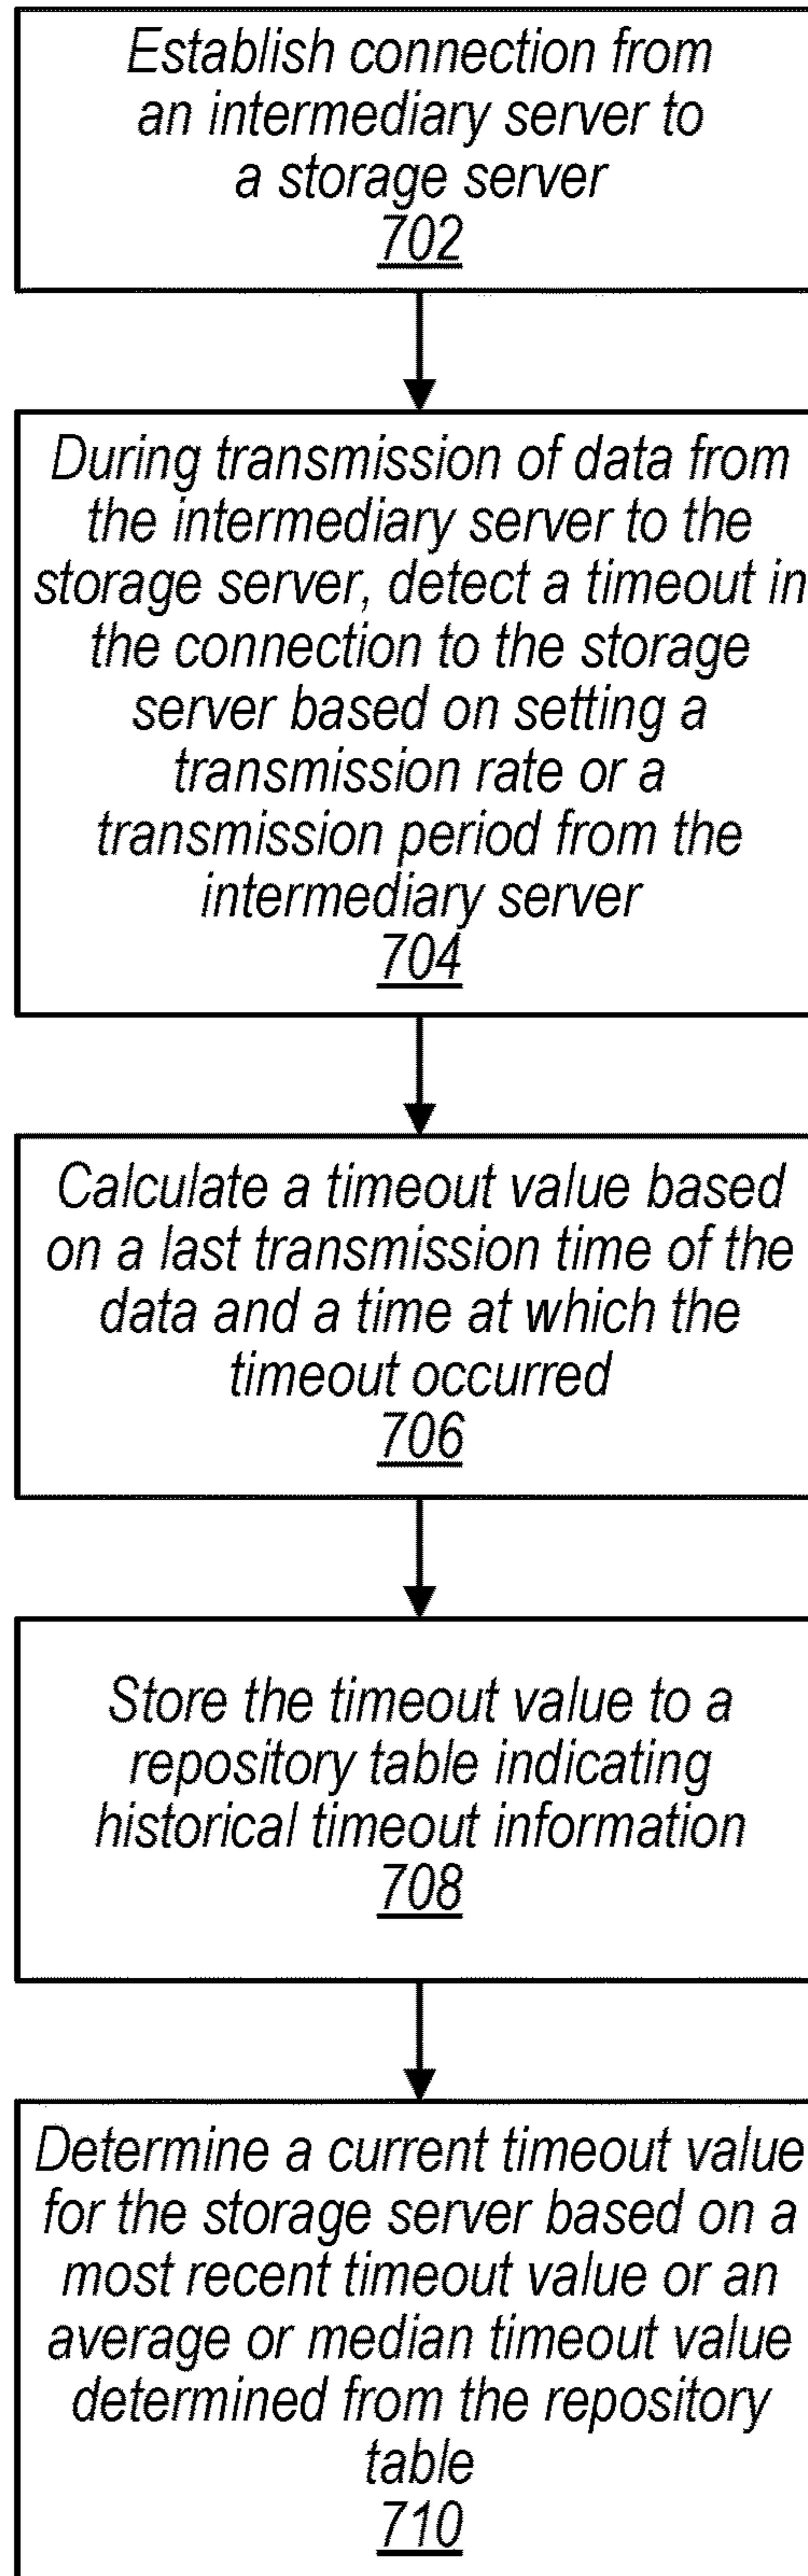 Establish connection from
an intermediary server to
a storage server
702
During transmission of data from
the intermediary server to the
storage server, detect a timeout in
the connection to the storage
server based on setting a
transmission rate or a
transmission period from the
intermediary server
704
Calculate a timeout value based
on a last transmission time of the
data and a time at which the
timeout occurred
706
Store the timeout value to a
repository table indicating
historical timeout information
708
Determine a current timeout value
for the storage server based on a
most recent timeout value or an
average or median timeout value
determined from the repository
table
710